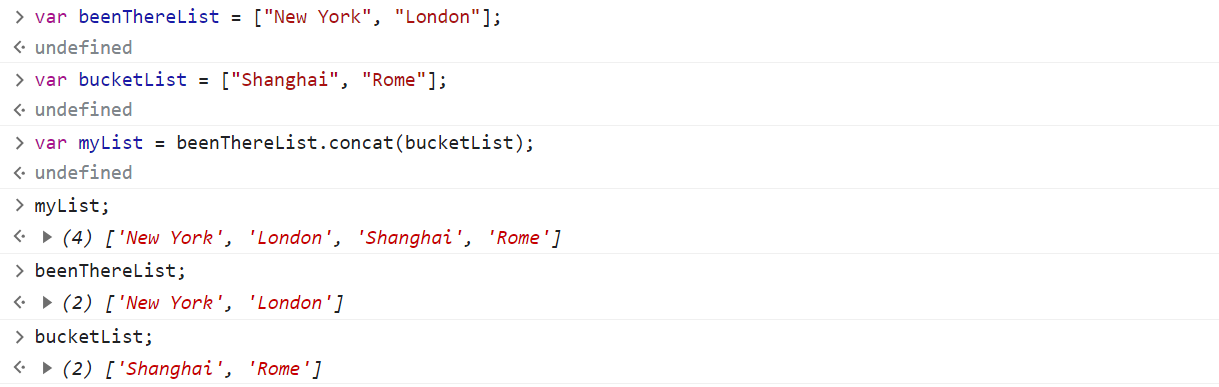 > var beenThereList = ["New York", "London"];
< undefined
> var bucketList = ["Shanghai", "Rome"];
< undefined
> var myList = beenThereList.concat(bucketList);
< undefined
> myList;
< ▶ (4) ['New York', 'London', 'Shanghai', 'Rome']
> beenThereList;
< ▶ (2) ['New York', 'London']
> bucketList;
< ▶ (2) ['Shanghai', 'Rome']